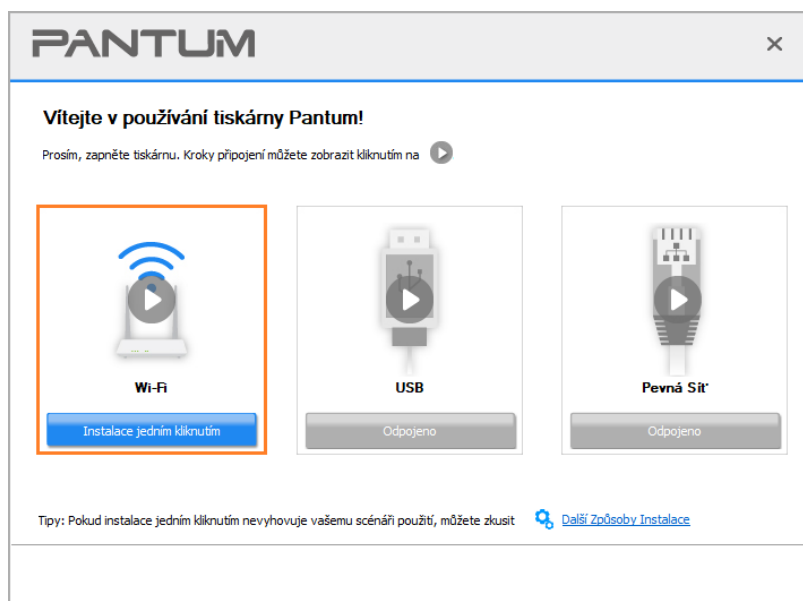 PANTUM
Vítejte v používání tiskárny Pantum!
Prosím, zapněte tiskárnu. Kroky připojení můžete zobrazit kliknutím na
Wi-Fi
USB
Pevná Síť
Instalace jedním kliknutím
Odpojeno
Odpojeno
Tipy: Pokud instalace jedním kliknutím nevyhovuje vašemu scénáři použití, můžete zkusit Další Způsoby Instalace